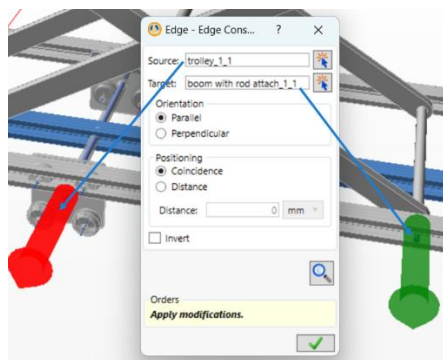 Edge - Edge Cons... ? ×
Source: trolley_1_1
Target: boom with rod attach_1_1
Orientation
Parallel
Perpendicular
Positioning
Coincidence
Distance
Distance: 0 mm
Invert
Orders
Apply modifications.